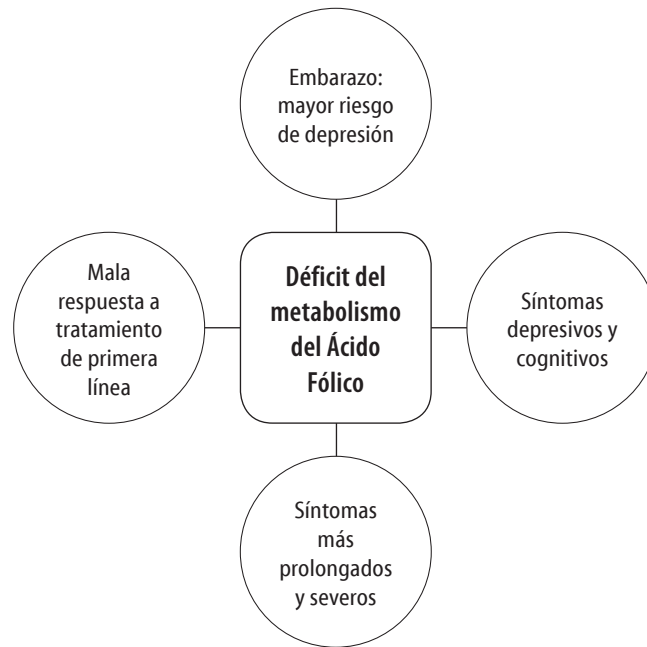 Embarazo:
mayor riesgo
de depresión
Mala
respuesta a
tratamiento
de primera
línea
Déficit del
metabolismo
del Ácido
Fólico
Síntomas
depresivos y
cognitivos
Síntomas
más
prolongados
y severos